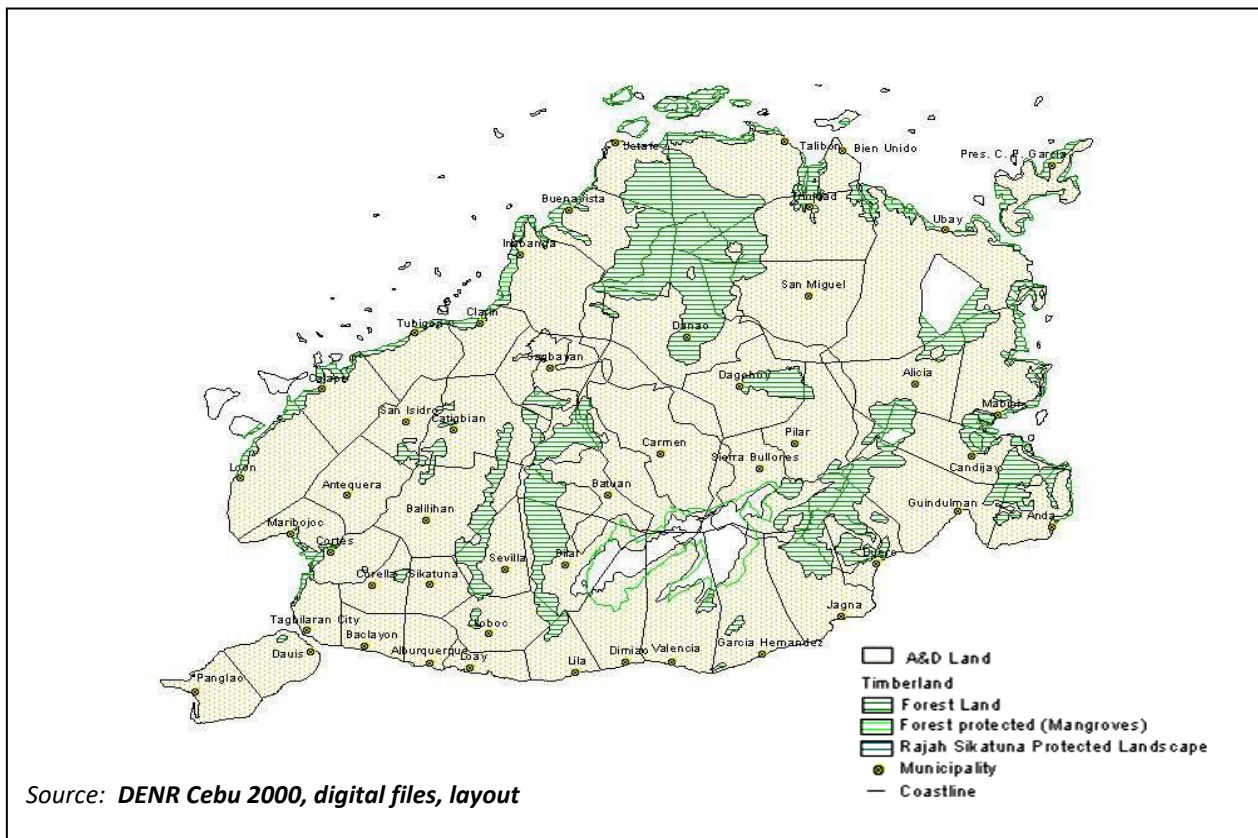 Jetafe
Talibon
Bien Unido
Pres. C. P. Garcia
Buenavista
Trinidad
Ubay
Inabanga
San Miguel
Clarin
Tubigon
Danao
Sagbayan
Dagohoy
Alicia
Calape
Mabini
San Isidro
Catigbian
Carmen
Pilar
Sierra Bullones
Candijay
Loon
Antequera
Batuan
Guindulman
Balilihan
Anda
Maribojoc
Cortes
Sevilla
Bilar
Duero
Corella
Sikatuna
Jagna
Tagbilaran City
Loboc
Baclayon
Garcia Hernandez
Dauis
Alburquerque
Loay
Lila
Dimiao
Valencia
Panglao
A&D Land
Timberland
Forest Land
Forest protected (Mangroves)
Rajah Sikatuna Protected Landscape
Municipality
Coastline
Source: DENR Cebu 2000, digital files, layout